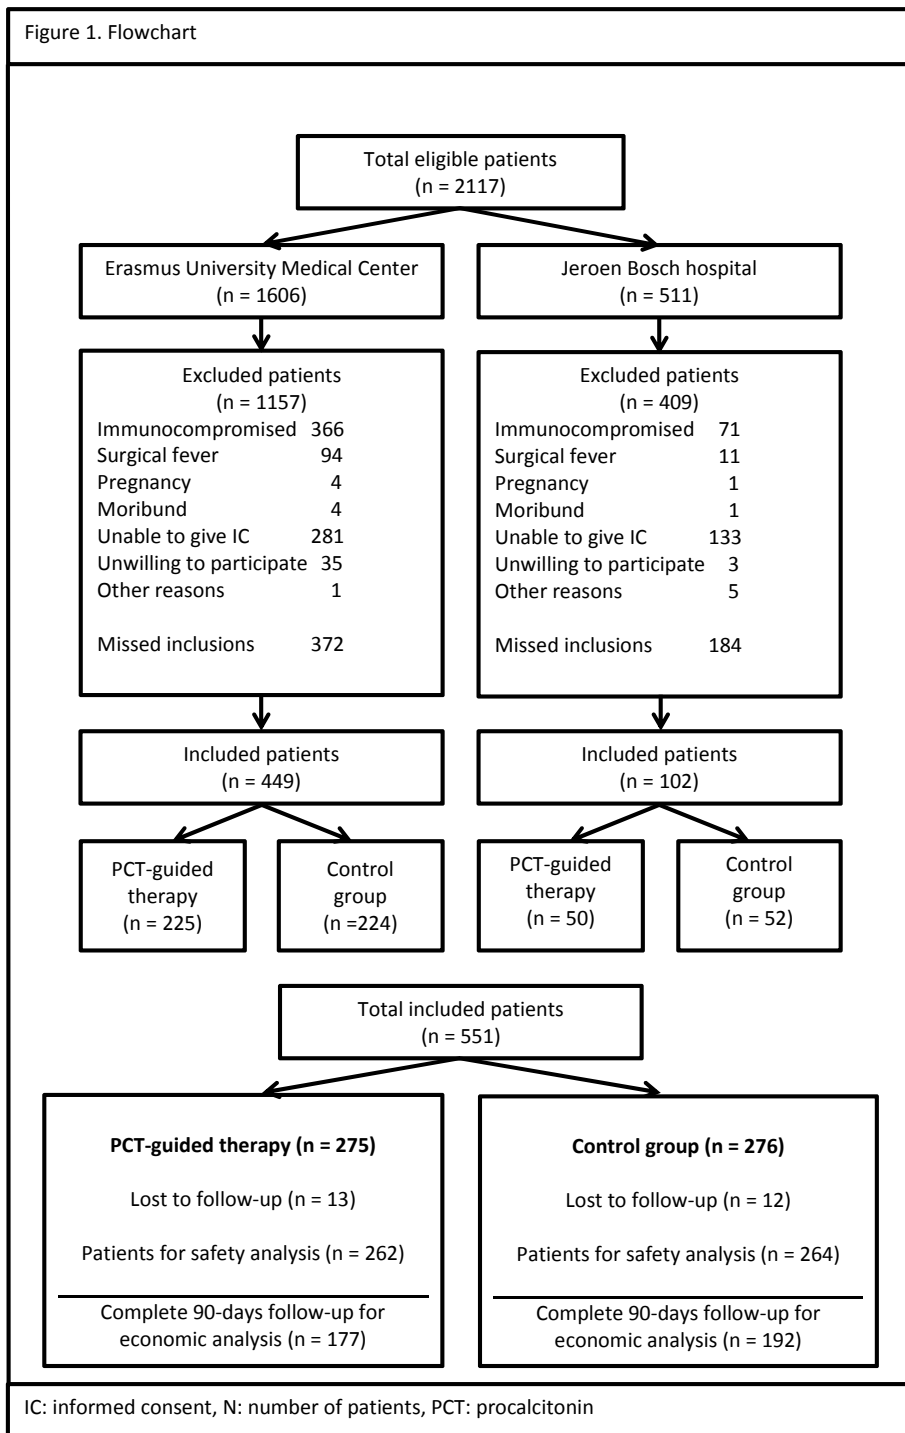 Figure 1. Flowchart
Total eligible patients
(n = 2117)
Erasmus University Medical Center
(n = 1606)
Jeroen Bosch hospital
(n = 511)
Excluded patients
(n = 1157)
Immunocompromised 366
Surgical fever 94
Pregnancy 4
Moribund 4
Unable to give IC 281
Unwilling to participate 35
Other reasons 1
Missed inclusions 372
Excluded patients
(n = 409)
Immunocompromised 71
Surgical fever 11
Pregnancy 1
Moribund 1
Unable to give IC 133
Unwilling to participate 3
Other reasons 5
Missed inclusions 184
Included patients
(n = 449)
Included patients
(n = 102)
PCT-guided
therapy
(n = 225)
Control
group
(n =224)
PCT-guided
therapy
(n = 50)
Control
group
(n = 52)
Total included patients
(n = 551)
PCT-guided therapy (n = 275)
Lost to follow-up (n = 13)
Patients for safety analysis (n = 262)
Complete 90-days follow-up for
economic analysis (n = 177)
Control group (n = 276)
Lost to follow-up (n = 12)
Patients for safety analysis (n = 264)
Complete 90-days follow-up for
economic analysis (n = 192)
IC: informed consent, N: number of patients, PCT: procalcitonin